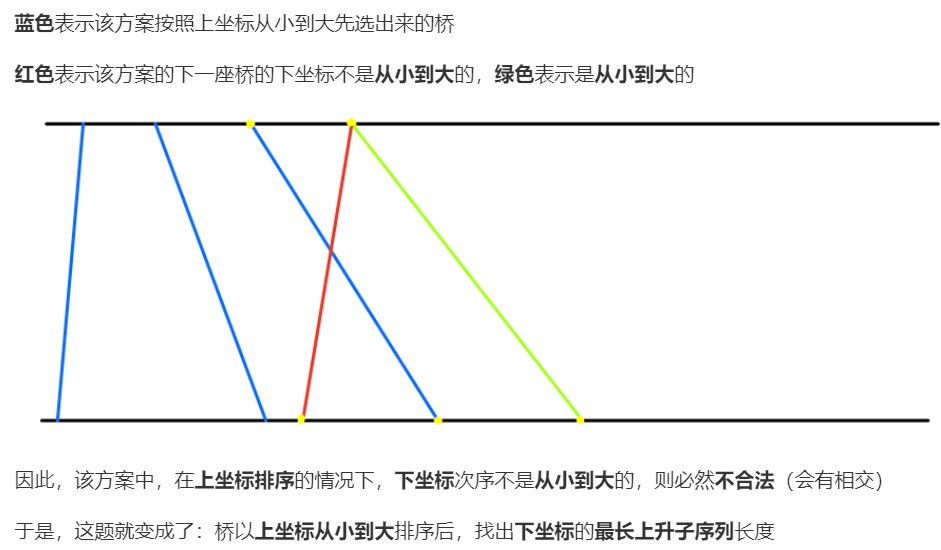 蓝色表示该方案按照上坐标从小到大先选出来的桥
红色表示该方案的下一座桥的下坐标不是从小到大的，绿色表示是从小到大的
因此，该方案中，在上坐标排序的情况下，下坐标次序不是从小到大的，则必然不合法（会有相交）
于是，这题就变成了：桥以上坐标从小到大排序后，找出下坐标的最长上升子序列长度